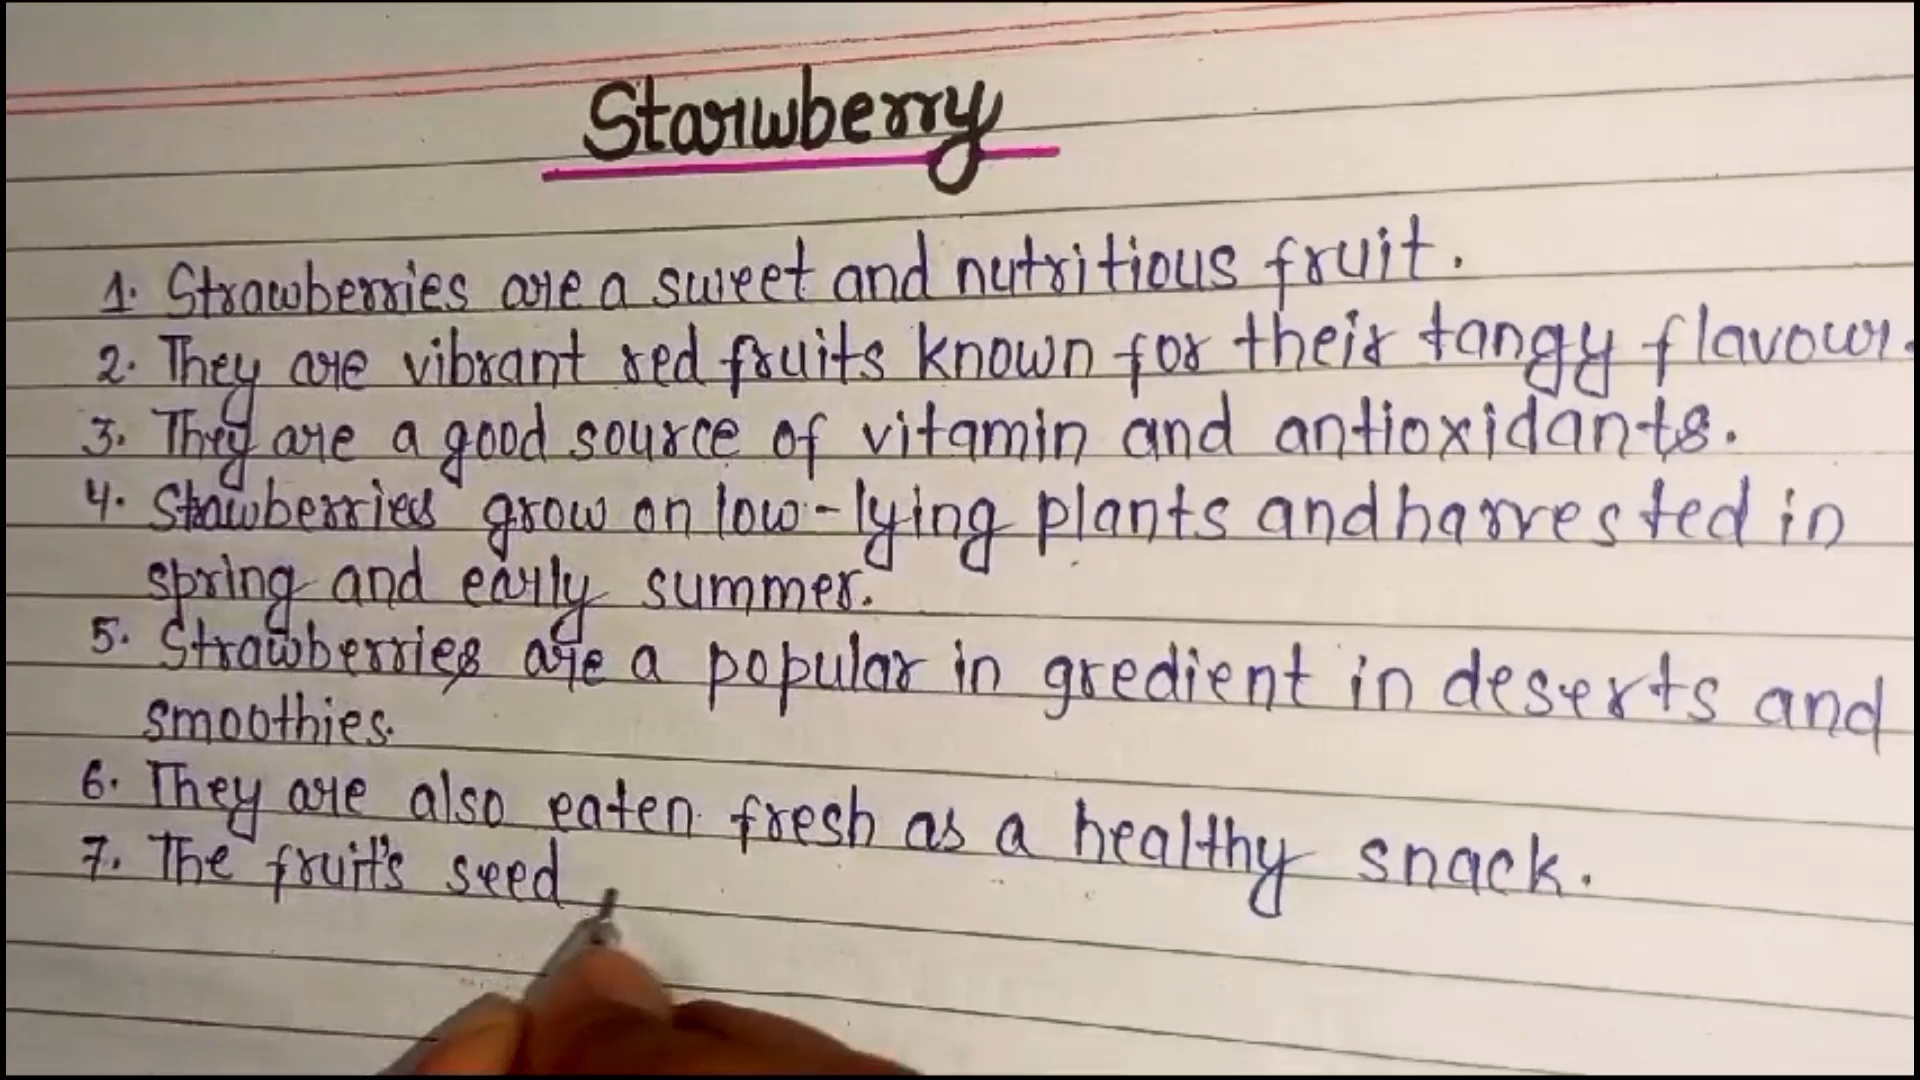 Starwberry
1. Strawberries are a sweet and nutritious fruit.
2. They are vibrant red fruits known for their tangy flavour.
3. They are a good source of vitamin and antioxidants.
4. Strawberries grow on low-lying plants and harvested in
spring and early summer.
5. Strawberries are a popular in gredient in deserts and
smoothies.
6. They are also eaten fresh as a healthy snack.
7. The fruit's seed